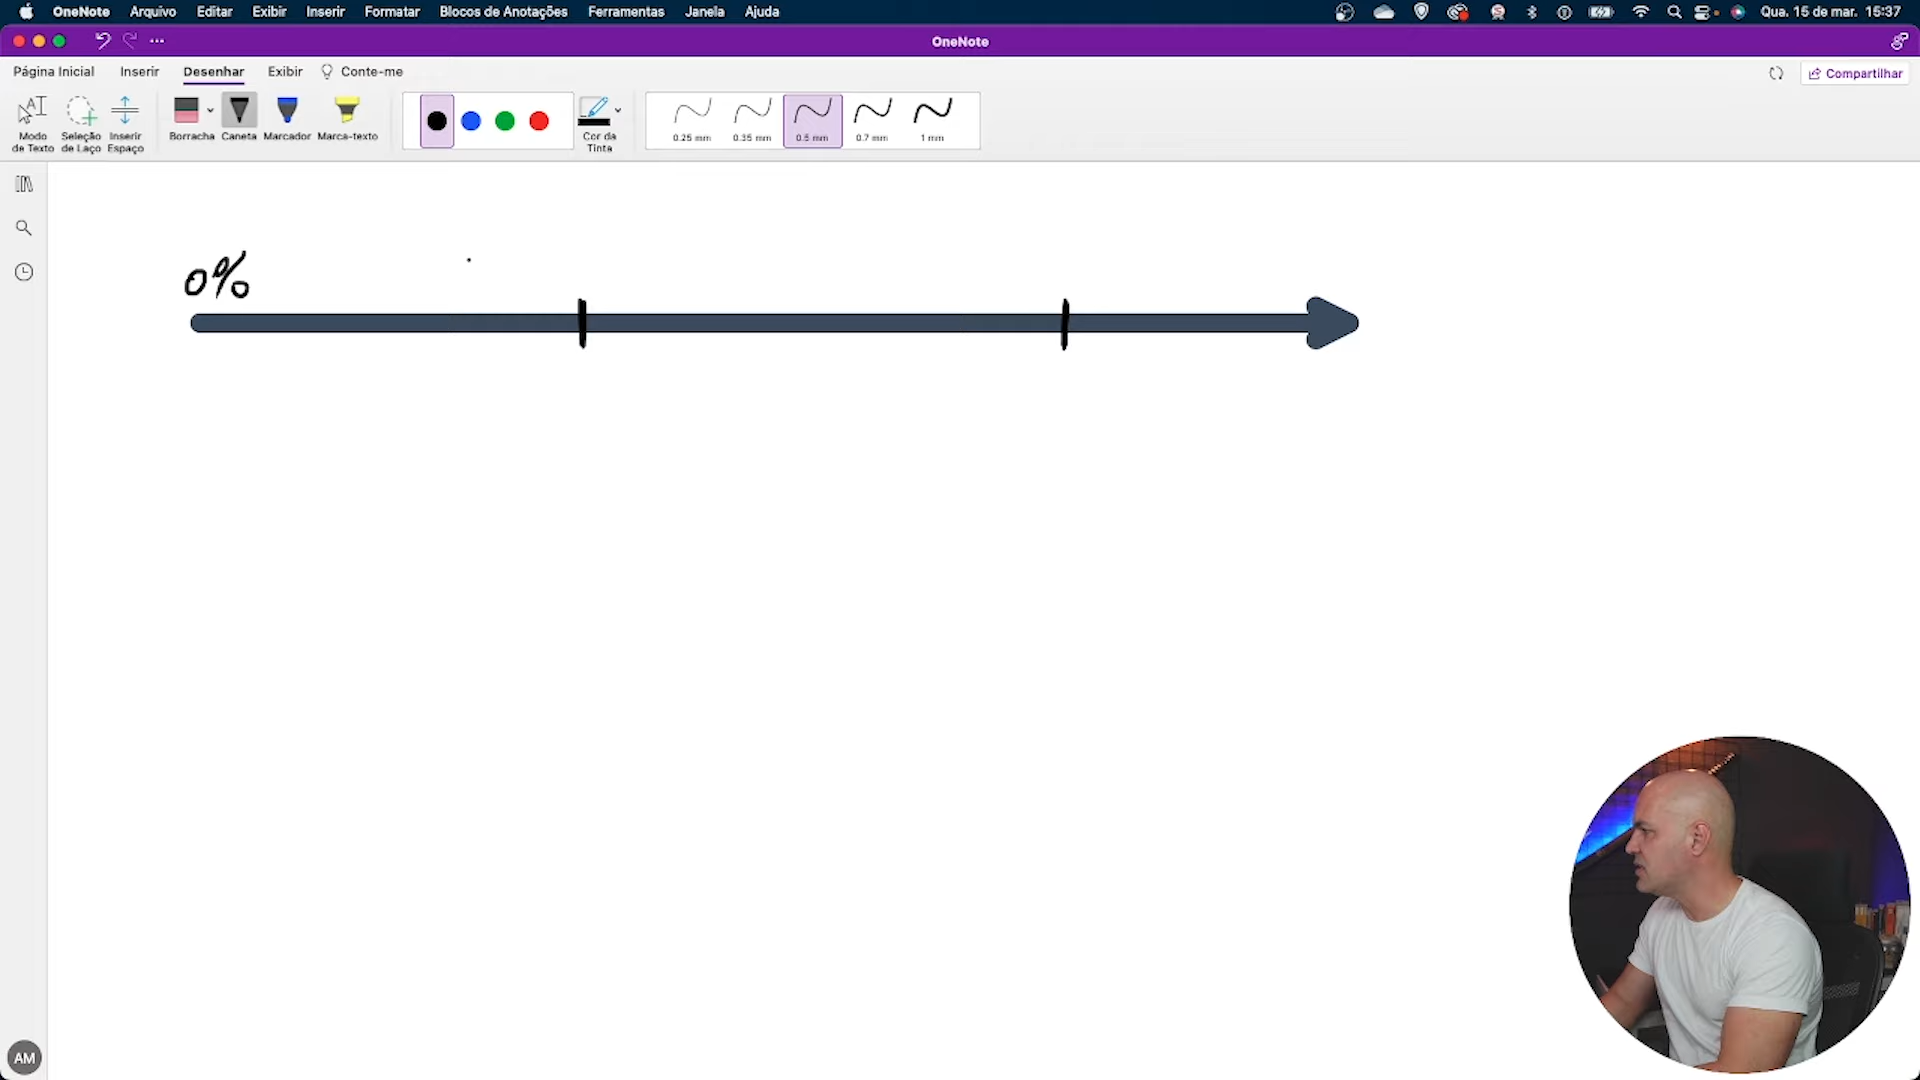 OneNote Arquivo Editar Exibir Inserir Formatar Blocos de Anotações Ferramentas Janela Ajuda Qua. 15 de mar. 15:37
OneNote
Página Inicial Inserir Desenhar Exibir Conte-me Compartilhar
Modo de Texto
Seleção de Laço
Inserir Espaço
Borracha
Caneta
Marcador
Marca-texto
Cor da Tinta
0.25 mm
0.35 mm
0.5 mm
0.7 mm
1 mm
0%
AM